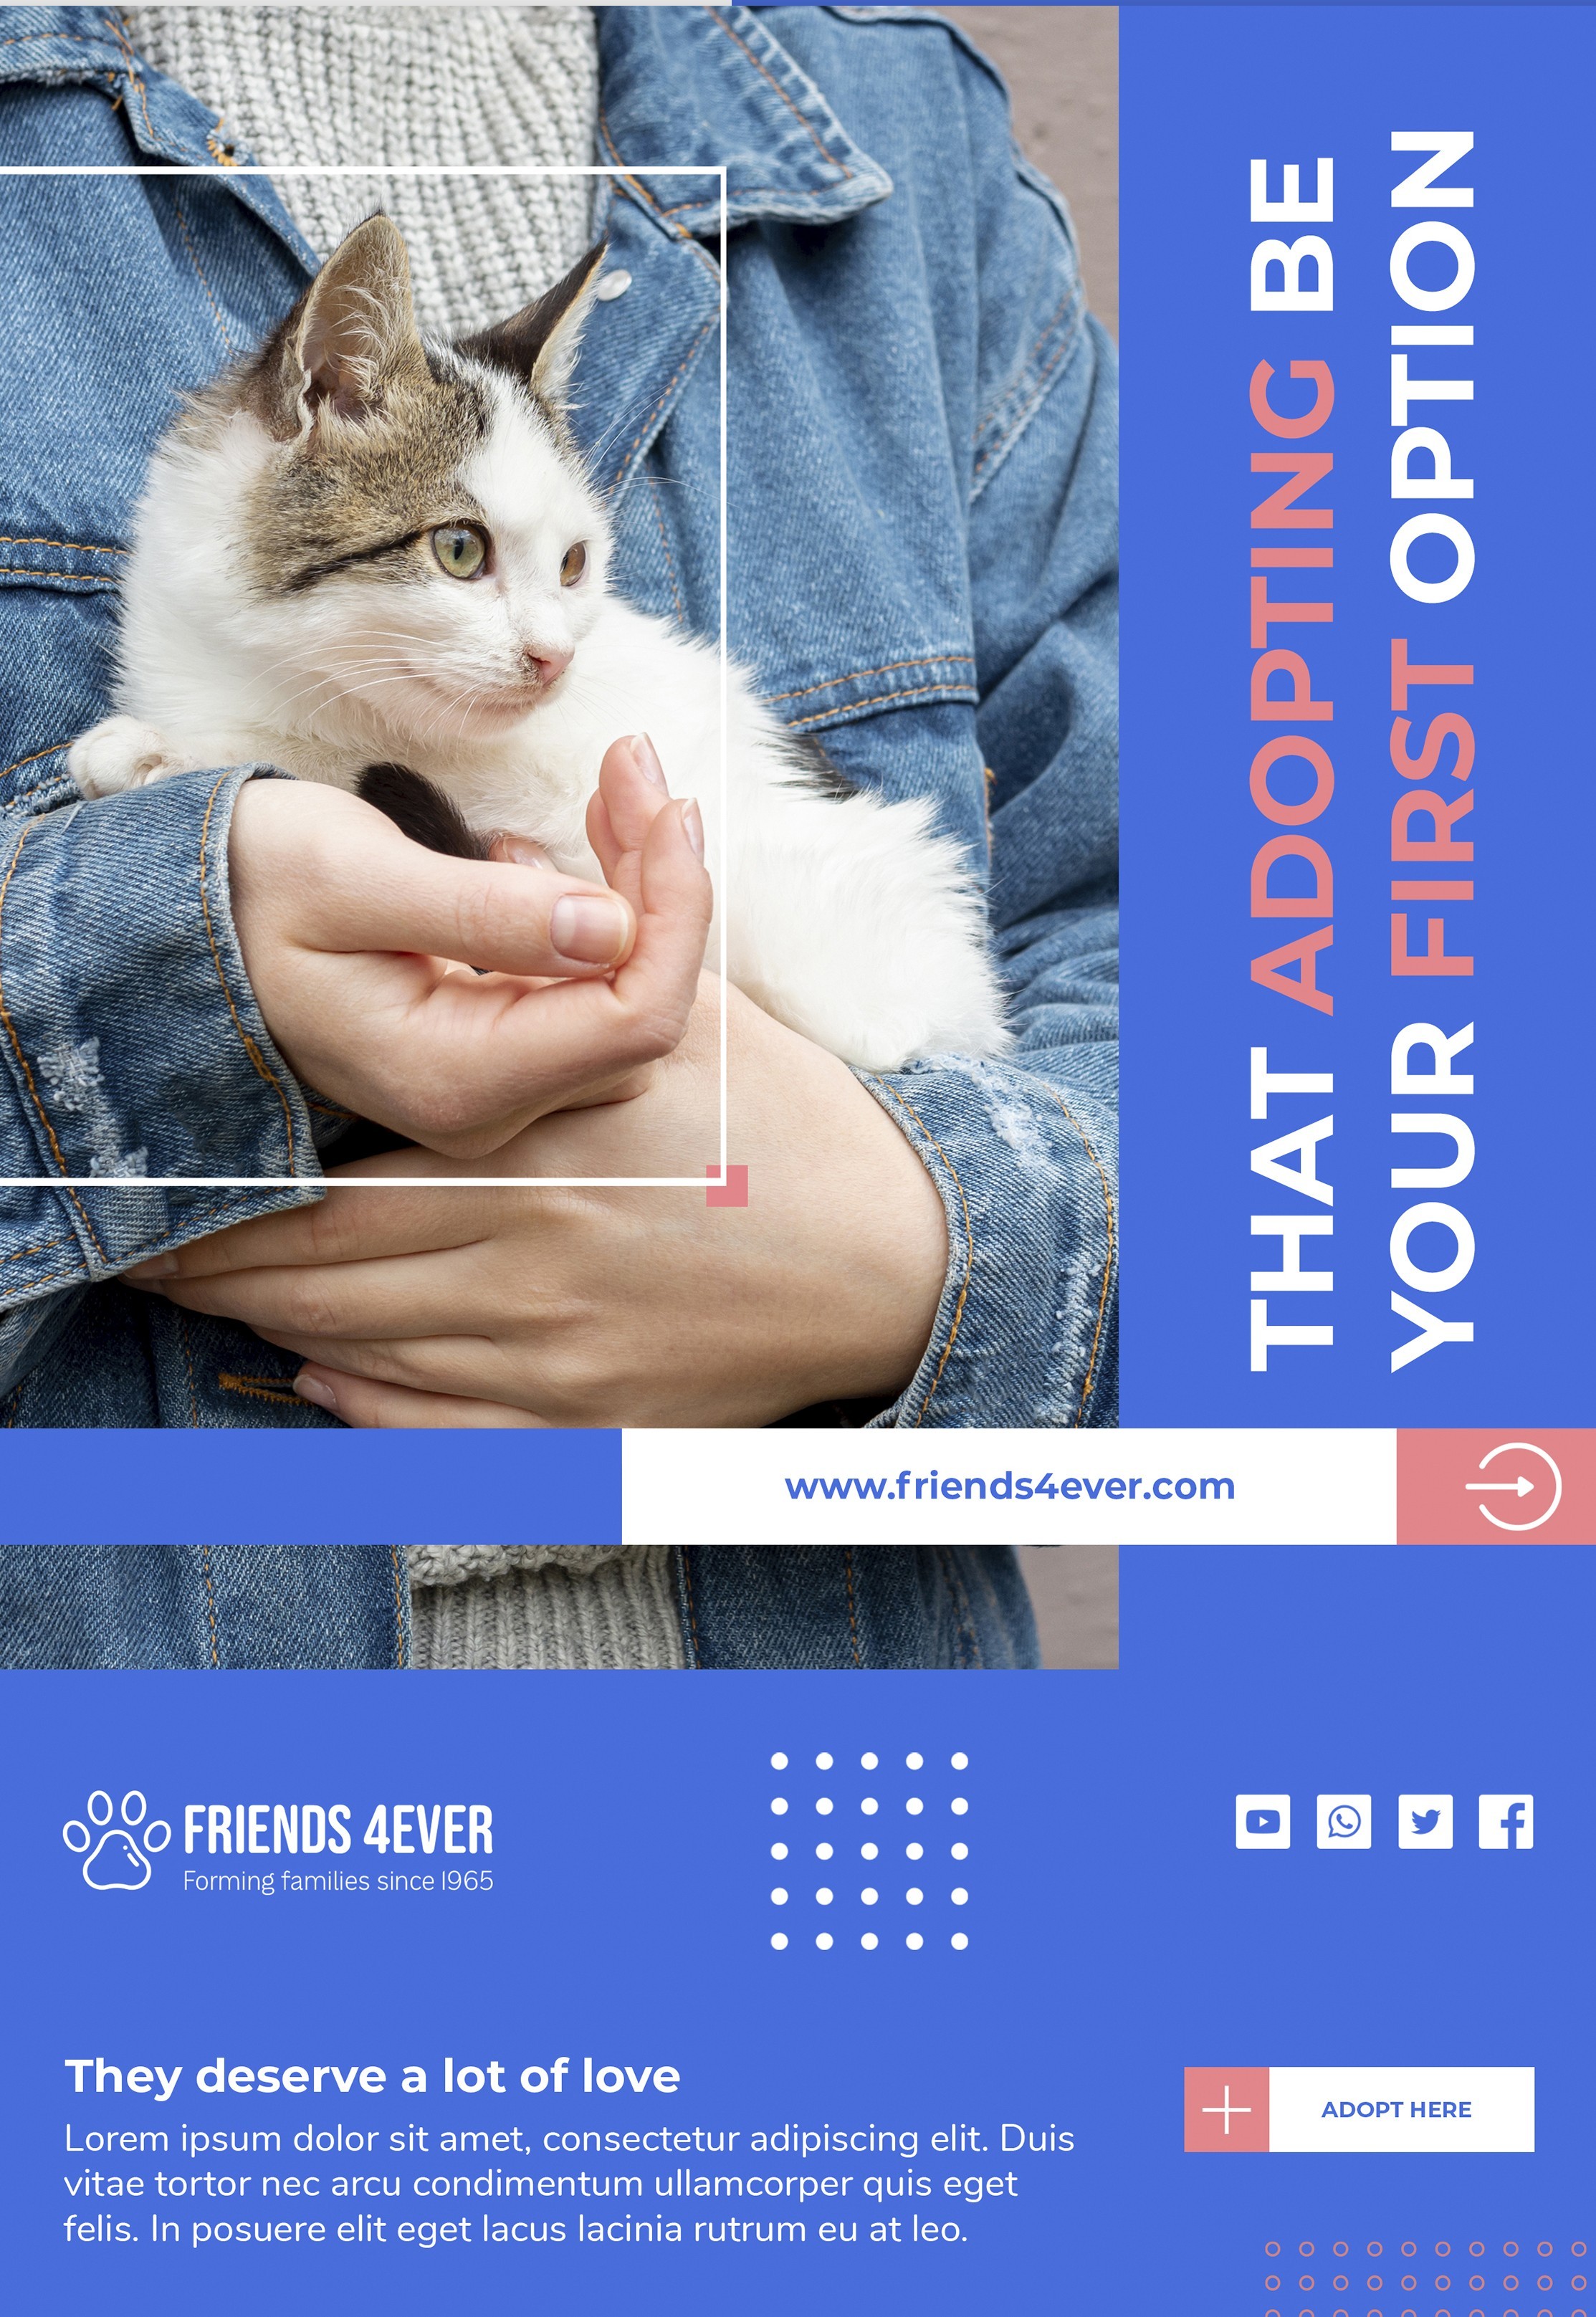 THAT ADOPTING BE
YOUR FIRST OPTION
www.friends4ever.com
FRIENDS 4EVER
Forming families since 1965
They deserve a lot of love
Lorem ipsum dolor sit amet, consectetur adipiscing elit. Duis
vitae tortor nec arcu condimentum ullamcorper quis eget
felis. In posuere elit eget lacus lacinia rutrum eu at leo.
ADOPT HERE